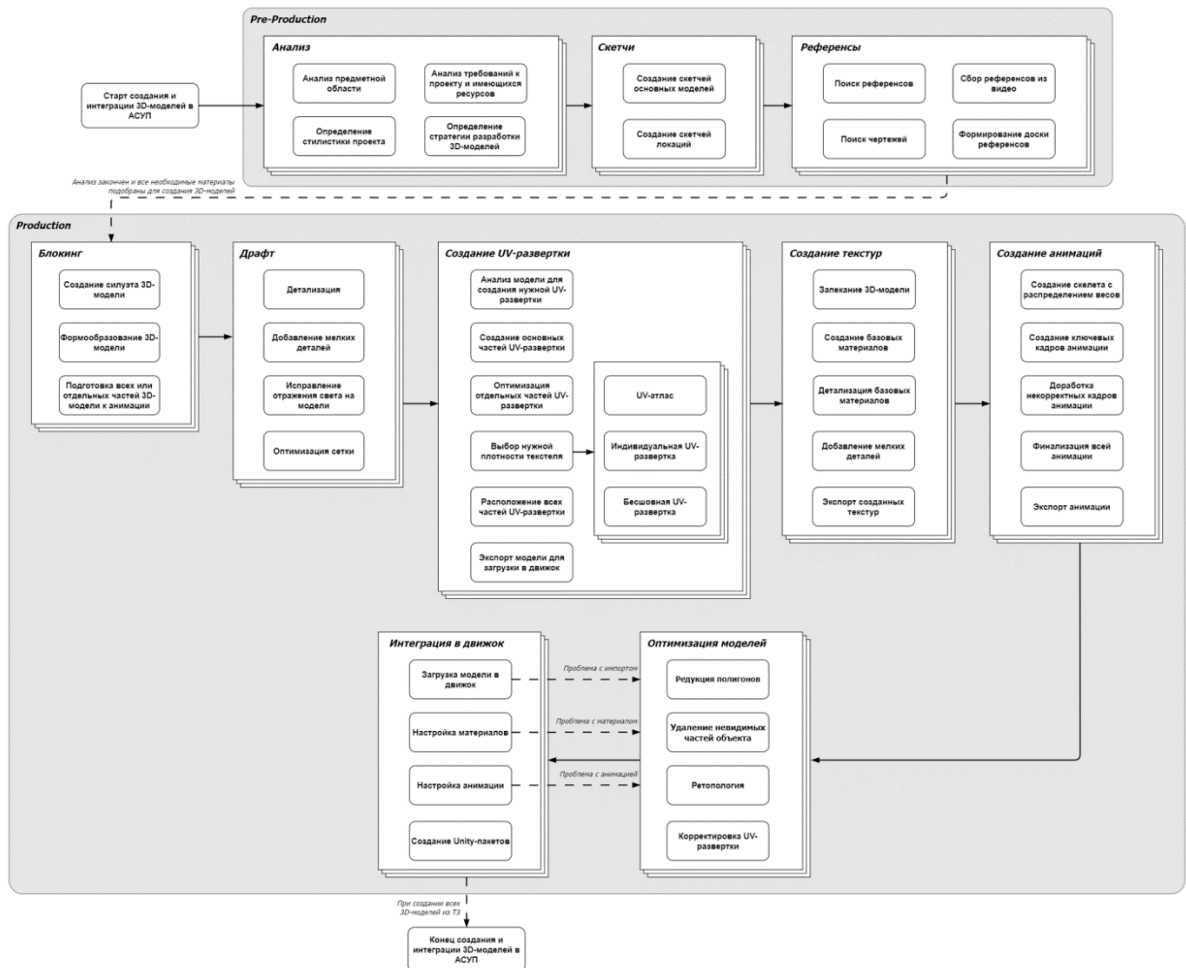 Pre-Production
Анализ
Анализ предметной
области
Анализ требований к
проекту и имеющихся
ресурсов
Определение
стилистики проекта
Определение
стратегии разработки
3D-моделей
Скетчи
Создание скетчей
основных моделей
Создание скетчей
локаций
Референсы
Поиск референсов
Сбор референсов из
видео
Поиск чертежей
Формирование доски
референсов
Старт создания и
интеграции 3D-моделей в
АСУП
Анализ закончен и все необходимые материалы
подобраны для создания 3D-моделей
Production
Блокинг
Создание силуэта 3D-
модели
Формообразование 3D-
модели
Подготовка всех или
отдельных частей 3D-
модели к анимации
Драфт
Детализация
Добавление мелких
деталей
Исправление
отражения света на
модели
Оптимизация сетки
Создание UV-развертки
Анализ модели для
создания нужной UV-
развертки
Создание основных
частей UV-развертки
Оптимизация
отдельных частей UV-
развертки
Выбор нужной
плотности текстеля
Расположение всех
частей UV-развертки
Экспорт модели для
загрузки в движок
UV-атлас
Индивидуальная UV-
развертка
Бесшовная UV-
развертка
Создание текстур
Запекание 3D-модели
Создание базовых
материалов
Детализация базовых
материалов
Добавление мелких
деталей
Экспорт созданных
текстур
Создание анимаций
Создание скелета с
распределением весов
Создание ключевых
кадров анимации
Доработка
некорректных кадров
анимации
Финализация всей
анимации
Экспорт анимации
Интеграция в движок
Загрузка модели в
движок
Настройка материалов
Настройка анимации
Создание Unity-пакетов
Проблема с импортом
Проблема с материалом
Проблема с анимацией
Оптимизация моделей
Редукция полигонов
Удаление невидимых
частей объекта
Ретопология
Корректировка UV-
развертки
При создании всех
3D-моделей из ТЗ
Конец создания и
интеграции 3D-моделей в
АСУП